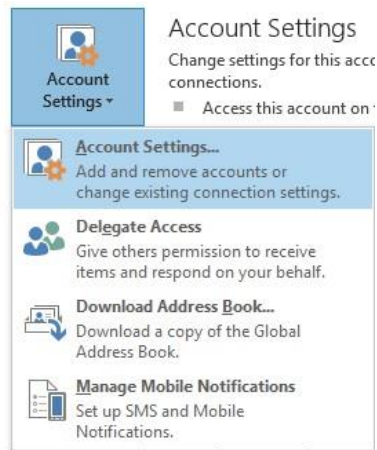 Account Settings
Change settings for this acc
connections.
Account
Settings
Access this account on
Account Settings...
Add and remove accounts or
change existing connection settings.
Delegate Access
Give others permission to receive
items and respond on your behalf.
Download Address Book...
Download a copy of the Global
Address Book.
Manage Mobile Notifications
Set up SMS and Mobile
Notifications.